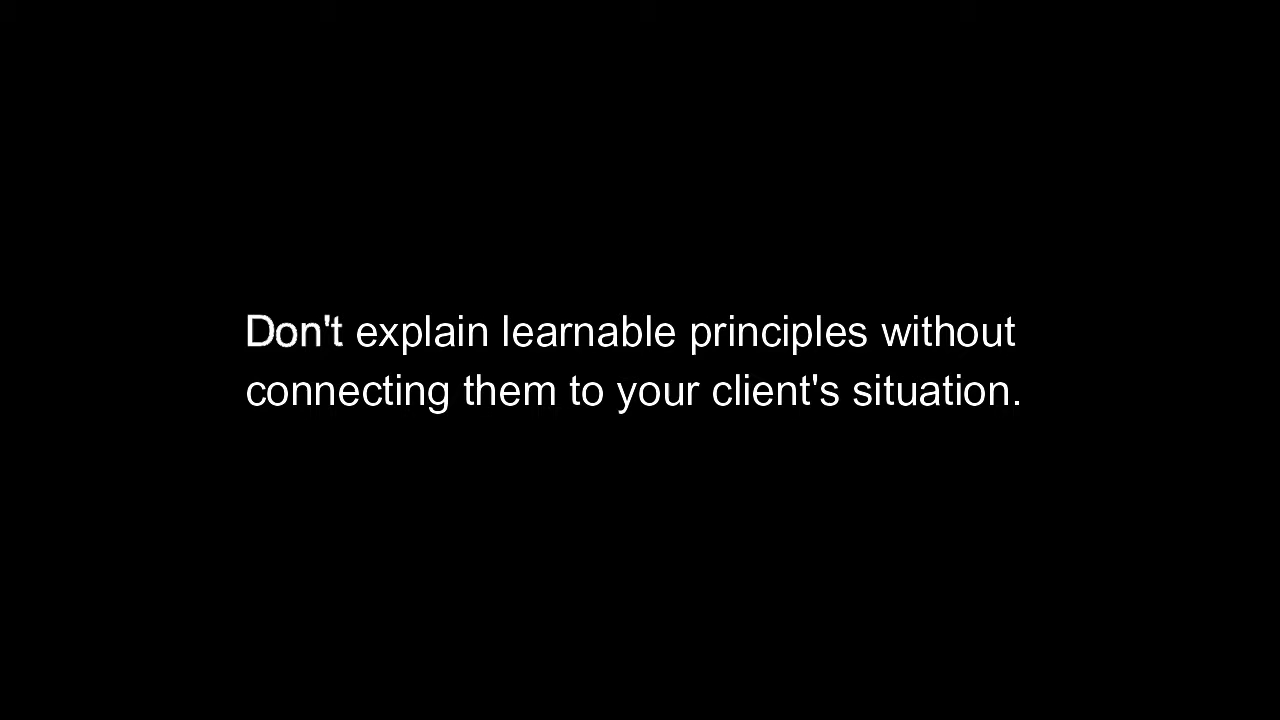 Don't explain learnable principles without
connecting them to your client's situation.